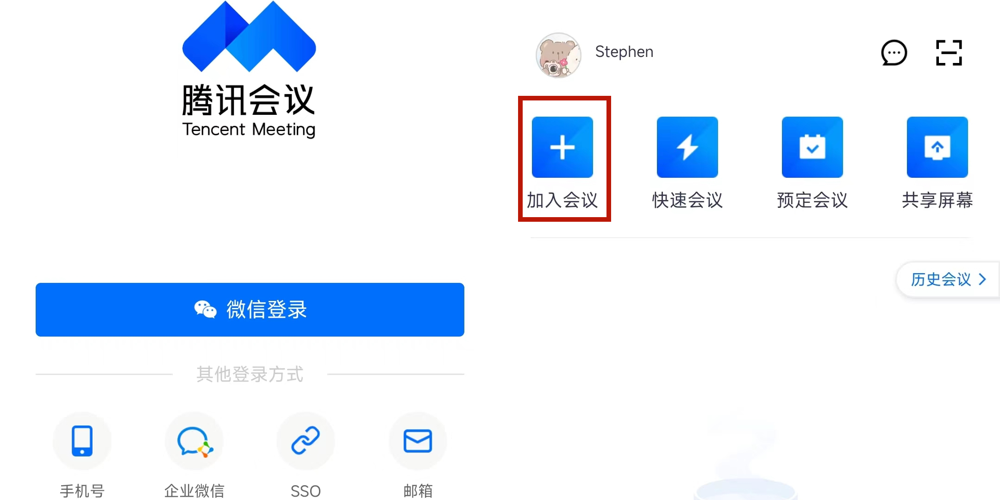 腾讯会议
Tencent Meeting
微信登录
其他登录方式
手机号
企业微信
SSO
邮箱
Stephen
加入会议
快速会议
预定会议
共享屏幕
历史会议